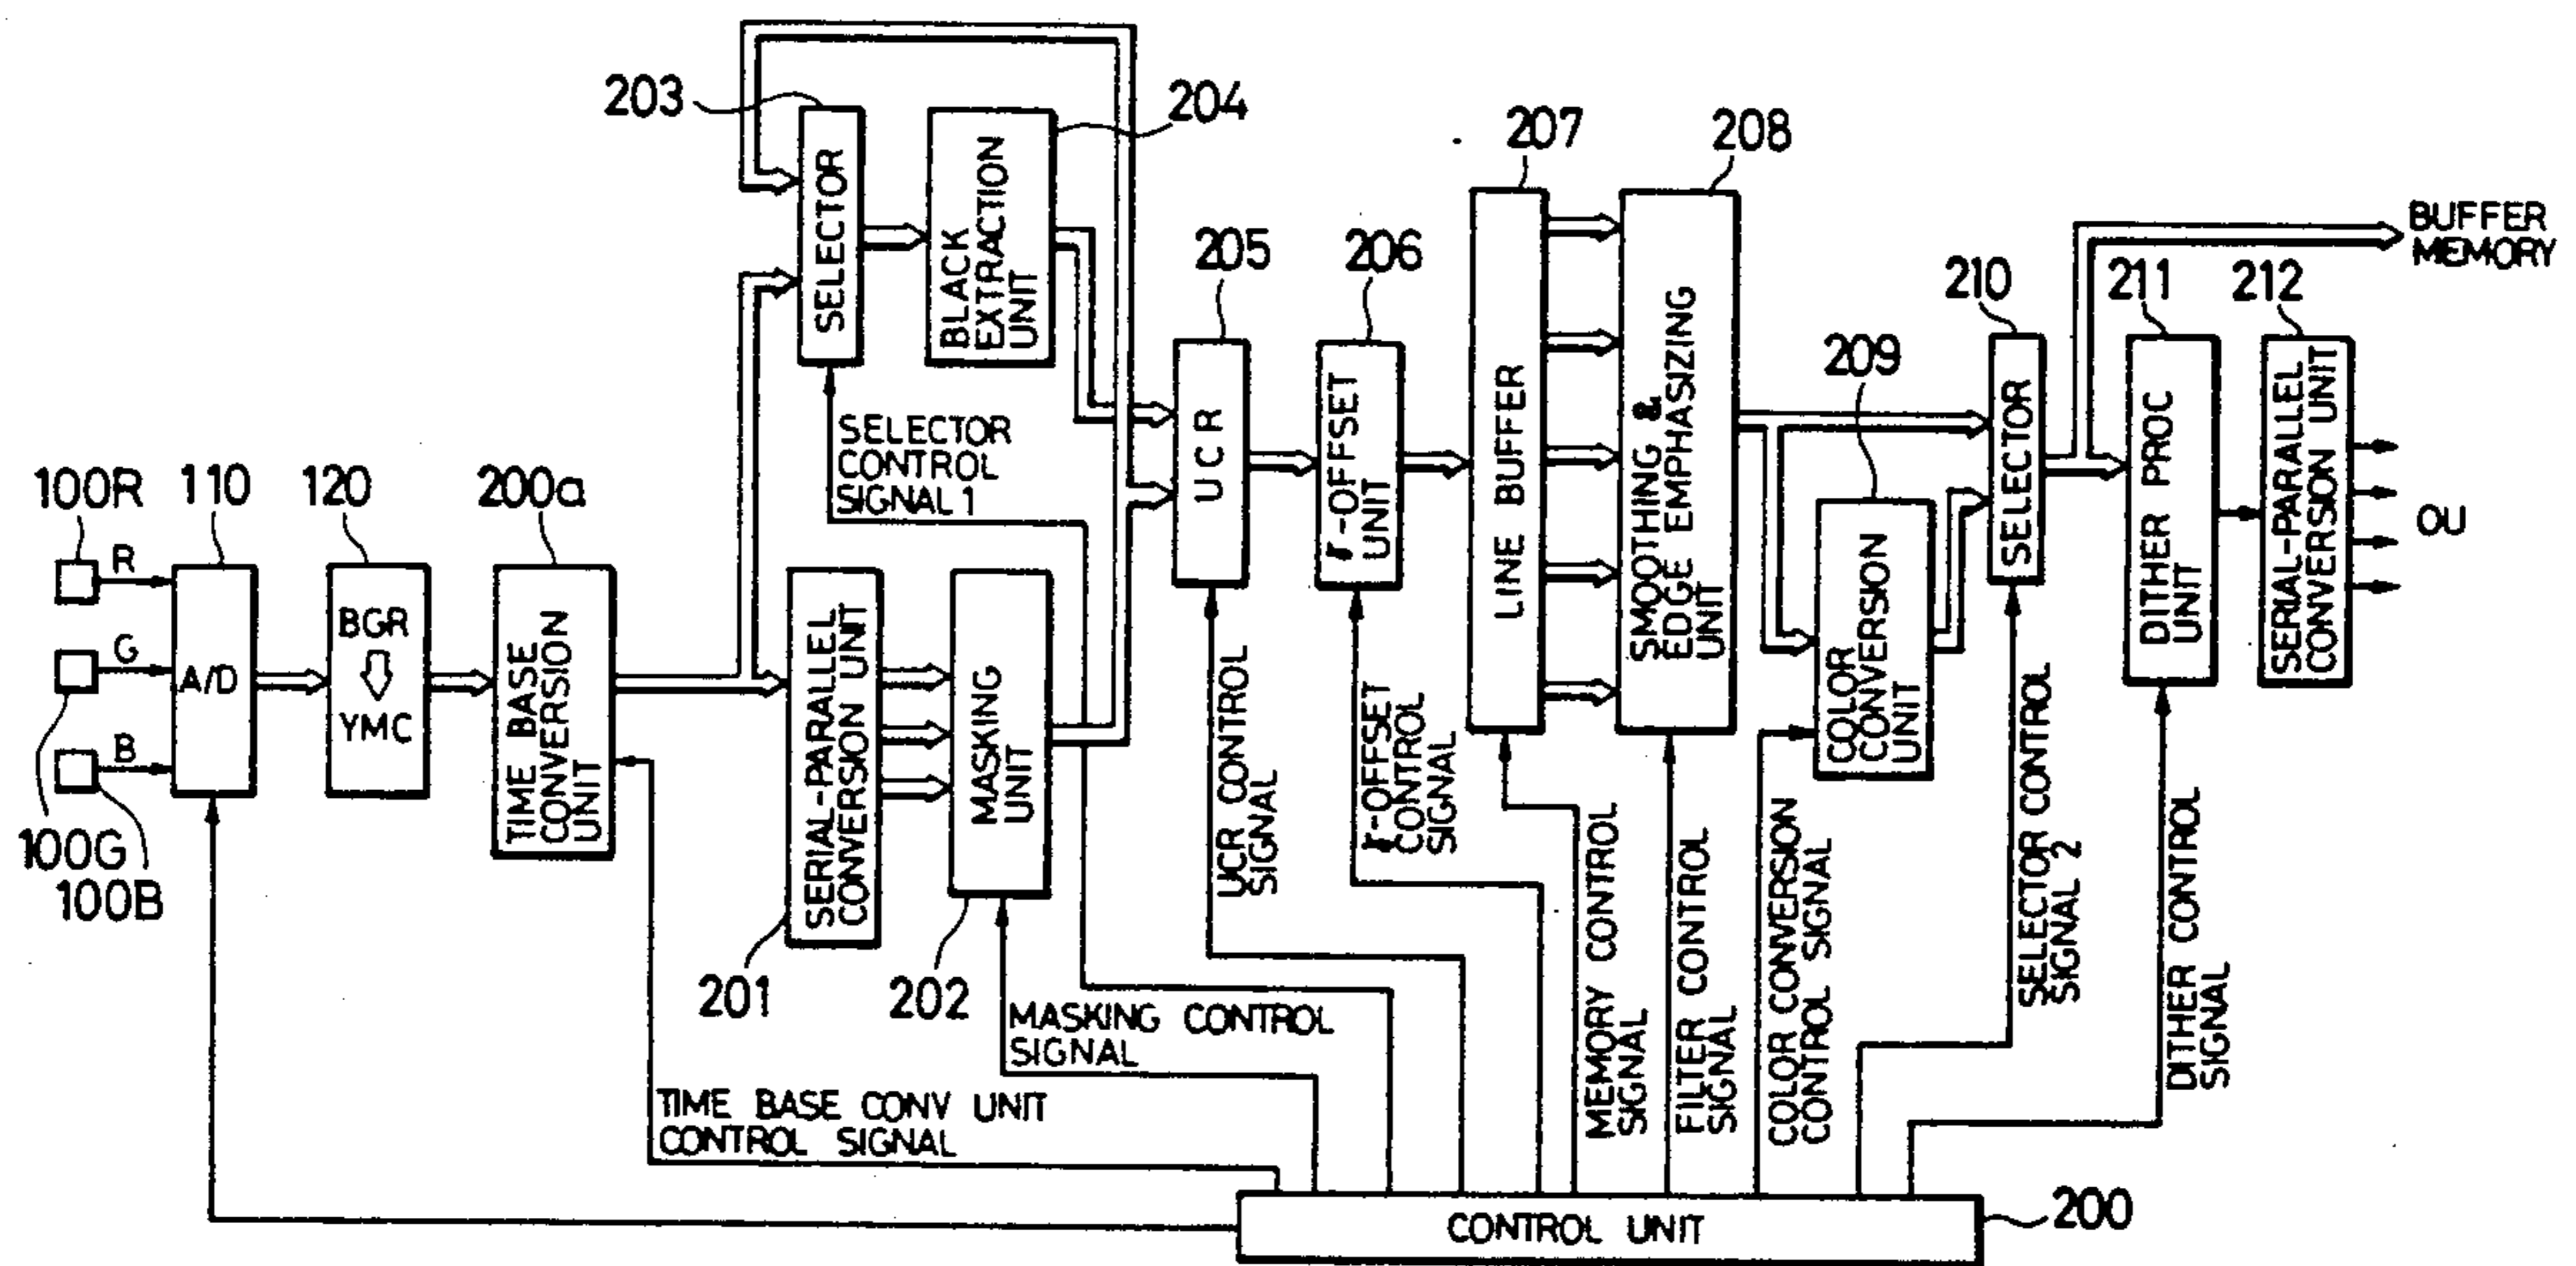 203
204
207
208
BUFFER
MEMORY
SELECTOR
BLACK
EXTRACTION
UNIT
205
206
210
211
212
209
SELECTOR
CONTROL
SIGNAL 1
UCR
γ-OFFSET
UNIT
LINE BUFFER
SMOOTHING &
EDGE EMPHASIZING
UNIT
SELECTOR
DITHER PROC
UNIT
SERIAL-PARALLEL
CONVERSION UNIT
OU
100R
110
120
200a
R
G
B
A/D
BGR
YMC
TIME BASE
CONVERSION
UNIT
SERIAL-PARALLEL
CONVERSION UNIT
MASKING
UNIT
COLOR
CONVERSION
UNIT
100G
100B
201
202
UCR CONTROL
SIGNAL
γ-OFFSET
CONTROL
SIGNAL
MEMORY CONTROL
SIGNAL
FILTER CONTROL
SIGNAL
COLOR CONVERSION
CONTROL SIGNAL
SELECTOR CONTROL
SIGNAL 2
DITHER CONTROL
SIGNAL
MASKING CONTROL
SIGNAL
TIME BASE CONV UNIT
CONTROL SIGNAL
CONTROL UNIT
200